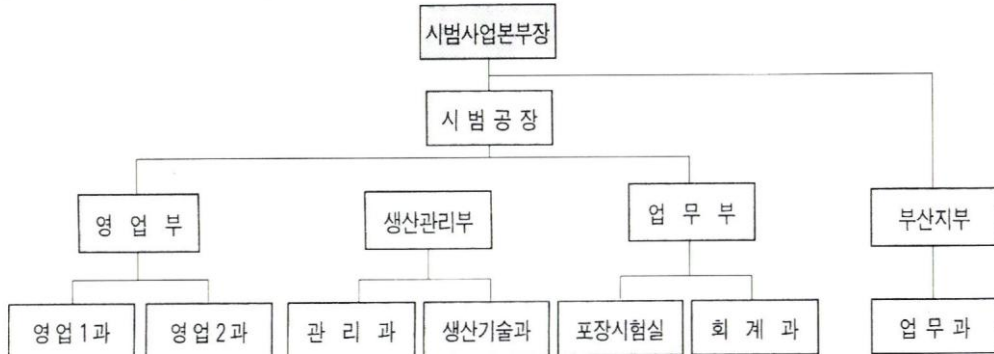 시범사업본부장
시 범 공 장
영 업 부
생산관리부
업 무 부
부산지부
영업1과
영업2과
관 리 과
생산기술과
포장시험실
회 계 과
업 무 과